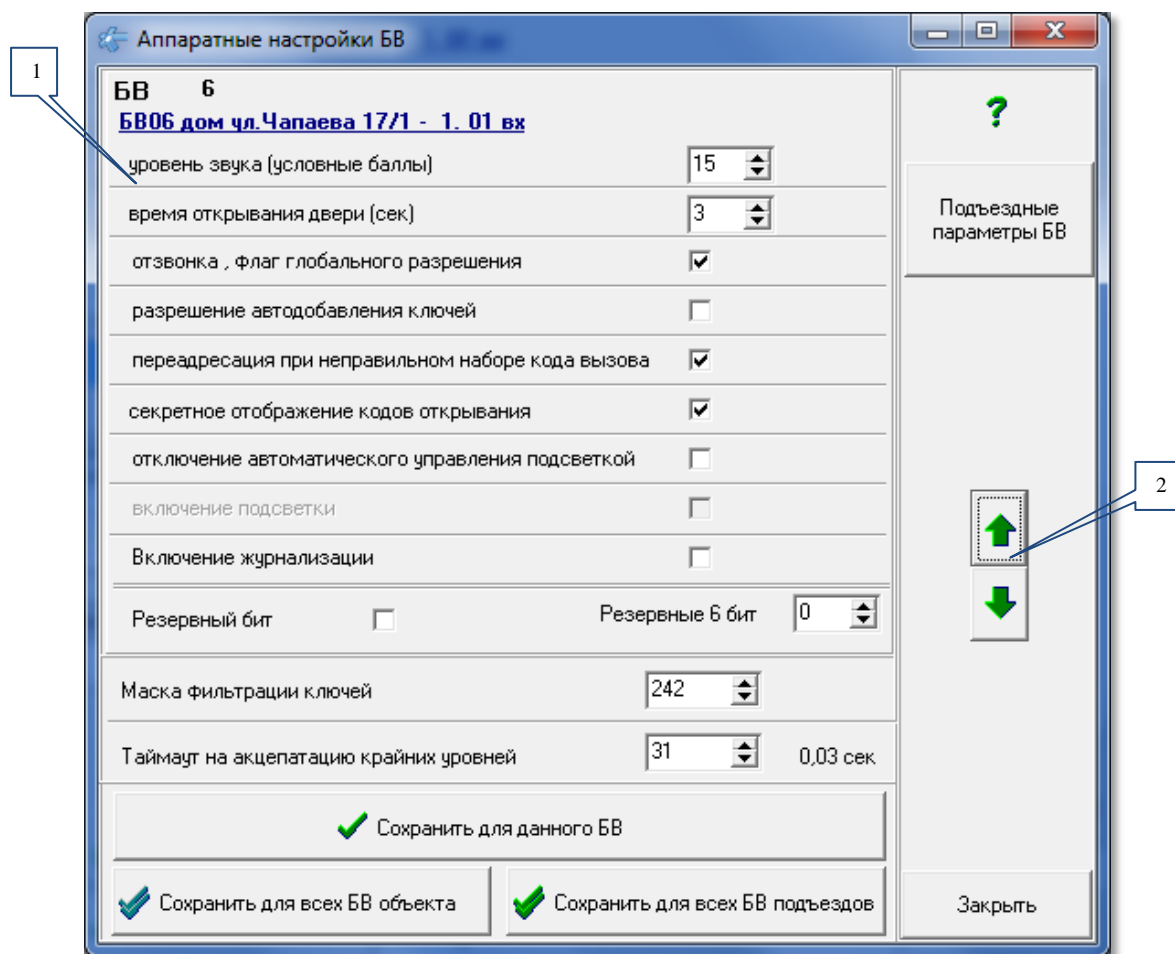 Аппаратные настройки БВ
1
БВ 6
БВ06 дом ул.Чапаева 17/1 - 1. 01 вх
?
уровень звука (условные баллы) 15
время открывания двери (сек) 3
Подъездные
параметры БВ
отзвонка , флаг глобального разрешения
разрешение автодобавления ключей
переадресация при неправильном наборе кода вызова
секретное отображение кодов открывания
отключение автоматического управления подсветкой
2
включение подсветки
Включение журнализации
Резервный бит Резервные 6 бит 0
Маска фильтрации ключей 242
Таймаут на акцепатацию крайних уровней 31 0,03 сек
Сохранить для данного БВ
Сохранить для всех БВ объекта Сохранить для всех БВ подъездов Закрыть